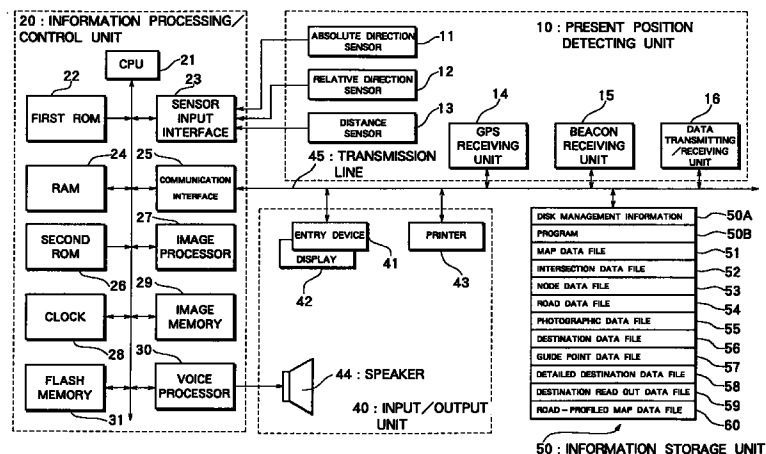 20 : INFORMATION PROCESSING/
CONTROL UNIT
CPU
21
22
23
FIRST ROM
SENSOR
INPUT
INTERFACE
24
25
RAM
COMMUNICATION
INTERFACE
27
SECOND
ROM
IMAGE
PROCESSOR
26
29
CLOCK
IMAGE
MEMORY
28
30
FLASH
MEMORY
VOICE
PROCESSOR
31
10 : PRESENT POSITION
DETECTING UNIT
ABSOLUTE DIRECTION
SENSOR
11
RELATIVE DIRECTION
SENSOR
12
DISTANCE
SENSOR
13
14
GPS
RECEIVING
UNIT
15
BEACON
RECEIVING
UNIT
16
DATA
TRANSMITTING
/RECEIVING
UNIT
45 : TRANSMISSION
LINE
ENTRY DEVICE
DISPLAY
41
42
PRINTER
43
44 : SPEAKER
40 : INPUT/OUTPUT
UNIT
DISK MANAGEMENT INFORMATION
50A
PROGRAM
50B
MAP DATA FILE
51
INTERSECTION DATA FILE
52
NODE DATA FILE
53
ROAD DATA FILE
54
PHOTOGRAPHIC DATA FILE
55
DESTINATION DATA FILE
56
GUIDE POINT DATA FILE
57
DETAILED DESTINATION DATA FILE
58
DESTINATION READ OUT DATA FILE
59
ROAD-PROFILED MAP DATA FILE
60
50 : INFORMATION STORAGE UNIT